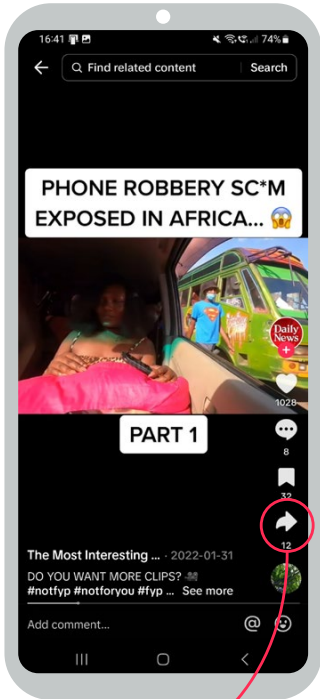 16:41
74%
Find related content
Search
PHONE ROBBERY SC*M
EXPOSED IN AFRICA... 😱
Daily
News
1028
8
PART 1
32
12
The Most Interesting ... · 2022-01-31
DO YOU WANT MORE CLIPS? 🎥
#notfyp #notforyou #fyp ... See more
Add comment...